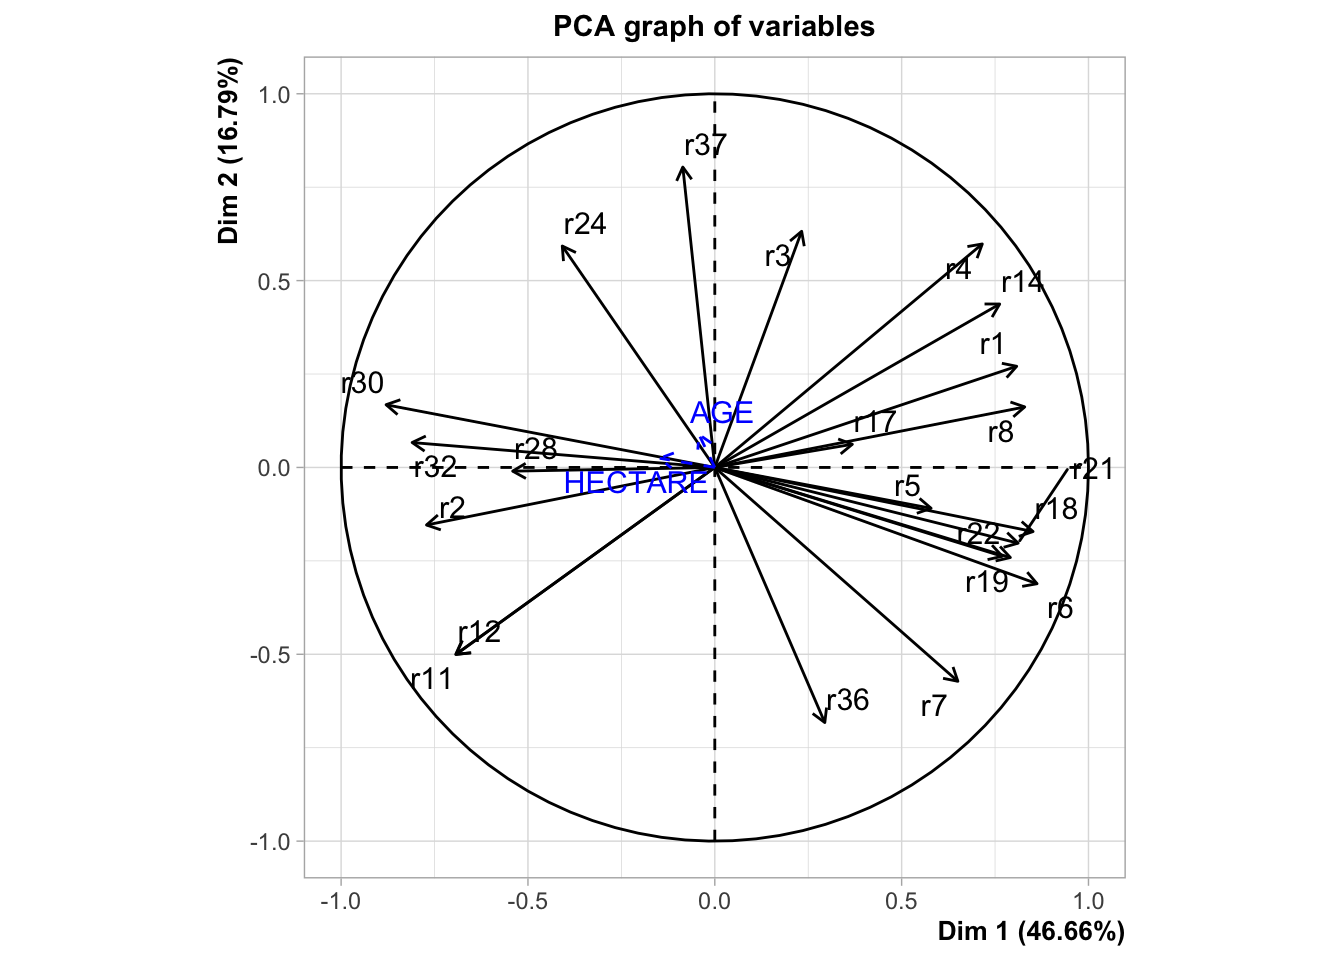 PCA graph of variables
Dim 2 (16.79%)
1.0
0.5
0.0
-0.5
-1.0
r37
r24
r3
r4
r14
r1
r30
AGE
r17
r8
r28
r32
HECTARE
r21
r5
r2
r18
r22
r19
r6
r12
r11
r36
r7
-1.0
-0.5
0.0
0.5
1.0
Dim 1 (46.66%)